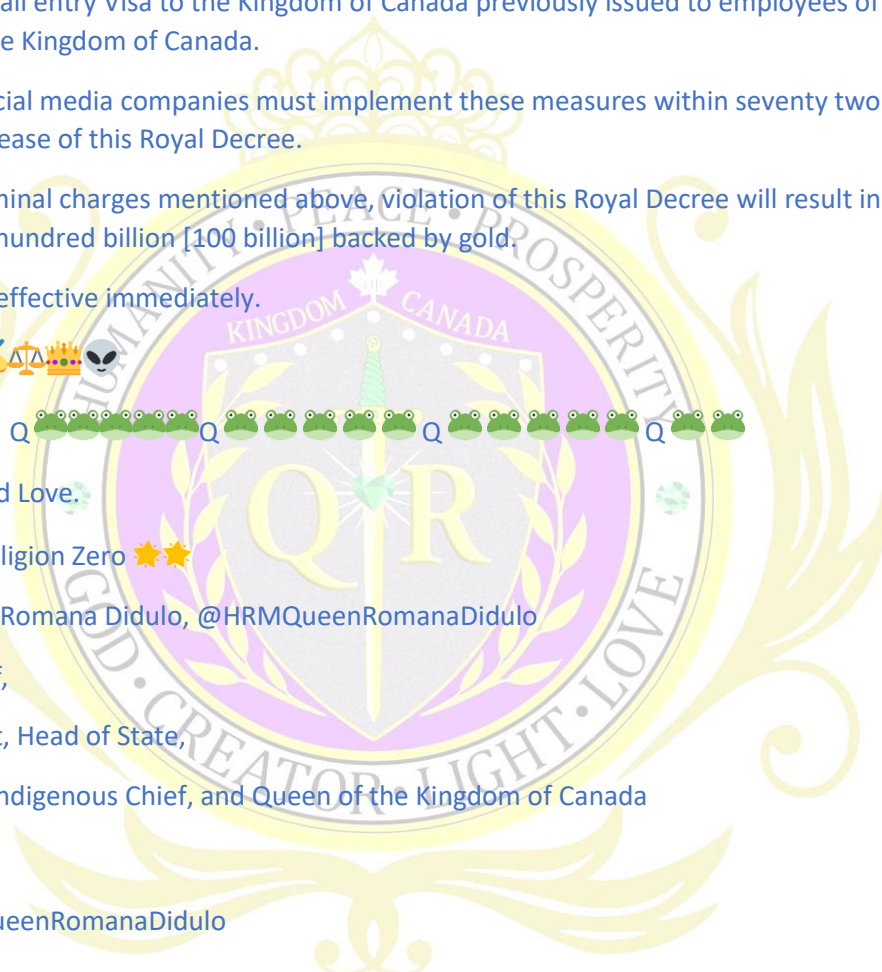 all entry Visa to the Kingdom of Canada previously issued to employees of
e Kingdom of Canada.
cial media companies must implement these measures within seventy two
ease of this Royal Decree.
minal charges mentioned above, violation of this Royal Decree will result in
hundred billion [100 billion] backed by gold.
effective immediately.
⚖️👑👽
Q 🐸🐸🐸🐸🐸🐸Q 🐸🐸🐸🐸🐸 Q 🐸🐸🐸🐸🐸 Q 🐸🐸
d Love.
ligion Zero 🌟🌟
Romana Didulo, @HRMQueenRomanaDidulo
f,
t, Head of State,
ndigenous Chief, and Queen of the Kingdom of Canada
ueenRomanaDidulo
HUMANITY • PEACE • PROSPERITY
KINGDOM CANADA
Q R
GOD • CREATOR • LIGHT • LOVE